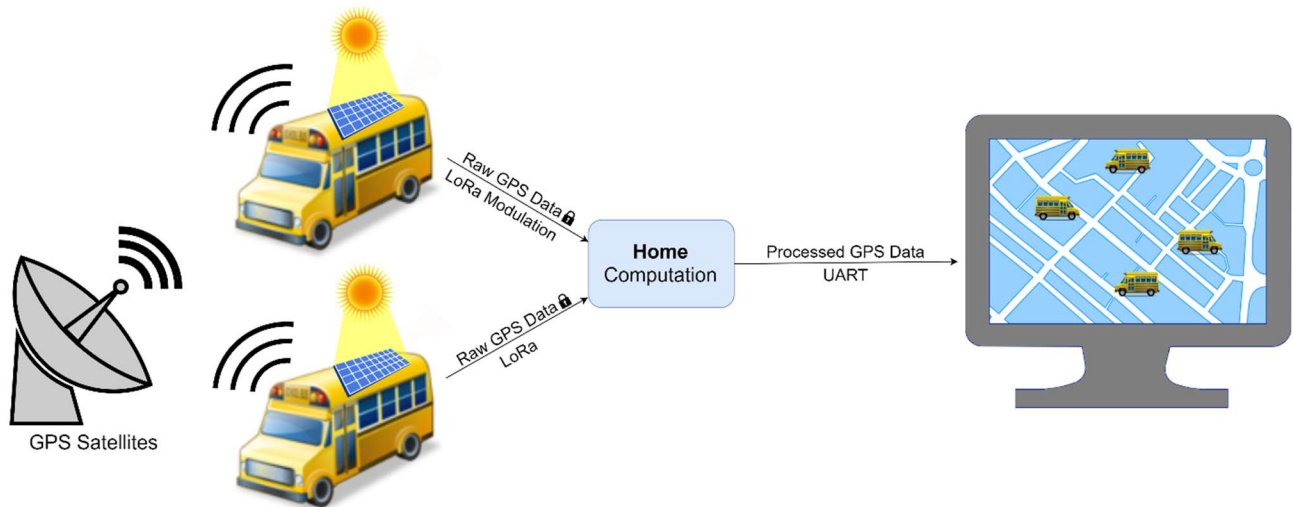 Raw GPS Data
LoRa Modulation
Home
Computation
Processed GPS Data
UART
Raw GPS Data
LoRa
GPS Satellites